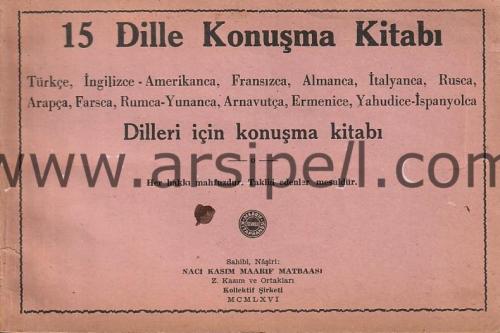 15 Dille Konuşma Kitabı
Türkçe, İngilizce - Amerikanca, Fransızca, Almanca, İtalyanca, Rusca,
Arapça, Farsca, Rumca-Yunanca, Arnavutça, Ermenice, Yahudice-İspanyolca
Dilleri için konuşma kitabı
www.arsipell.com
Her hakkı mahfuzdur. Taklid edenler mesuldür.
Sahibi, Nâşiri:
NACI KASIM MAARIF MATBAASI
Z. Kasım ve Ortakları
Kollektif Şirketi
MCMLXVI